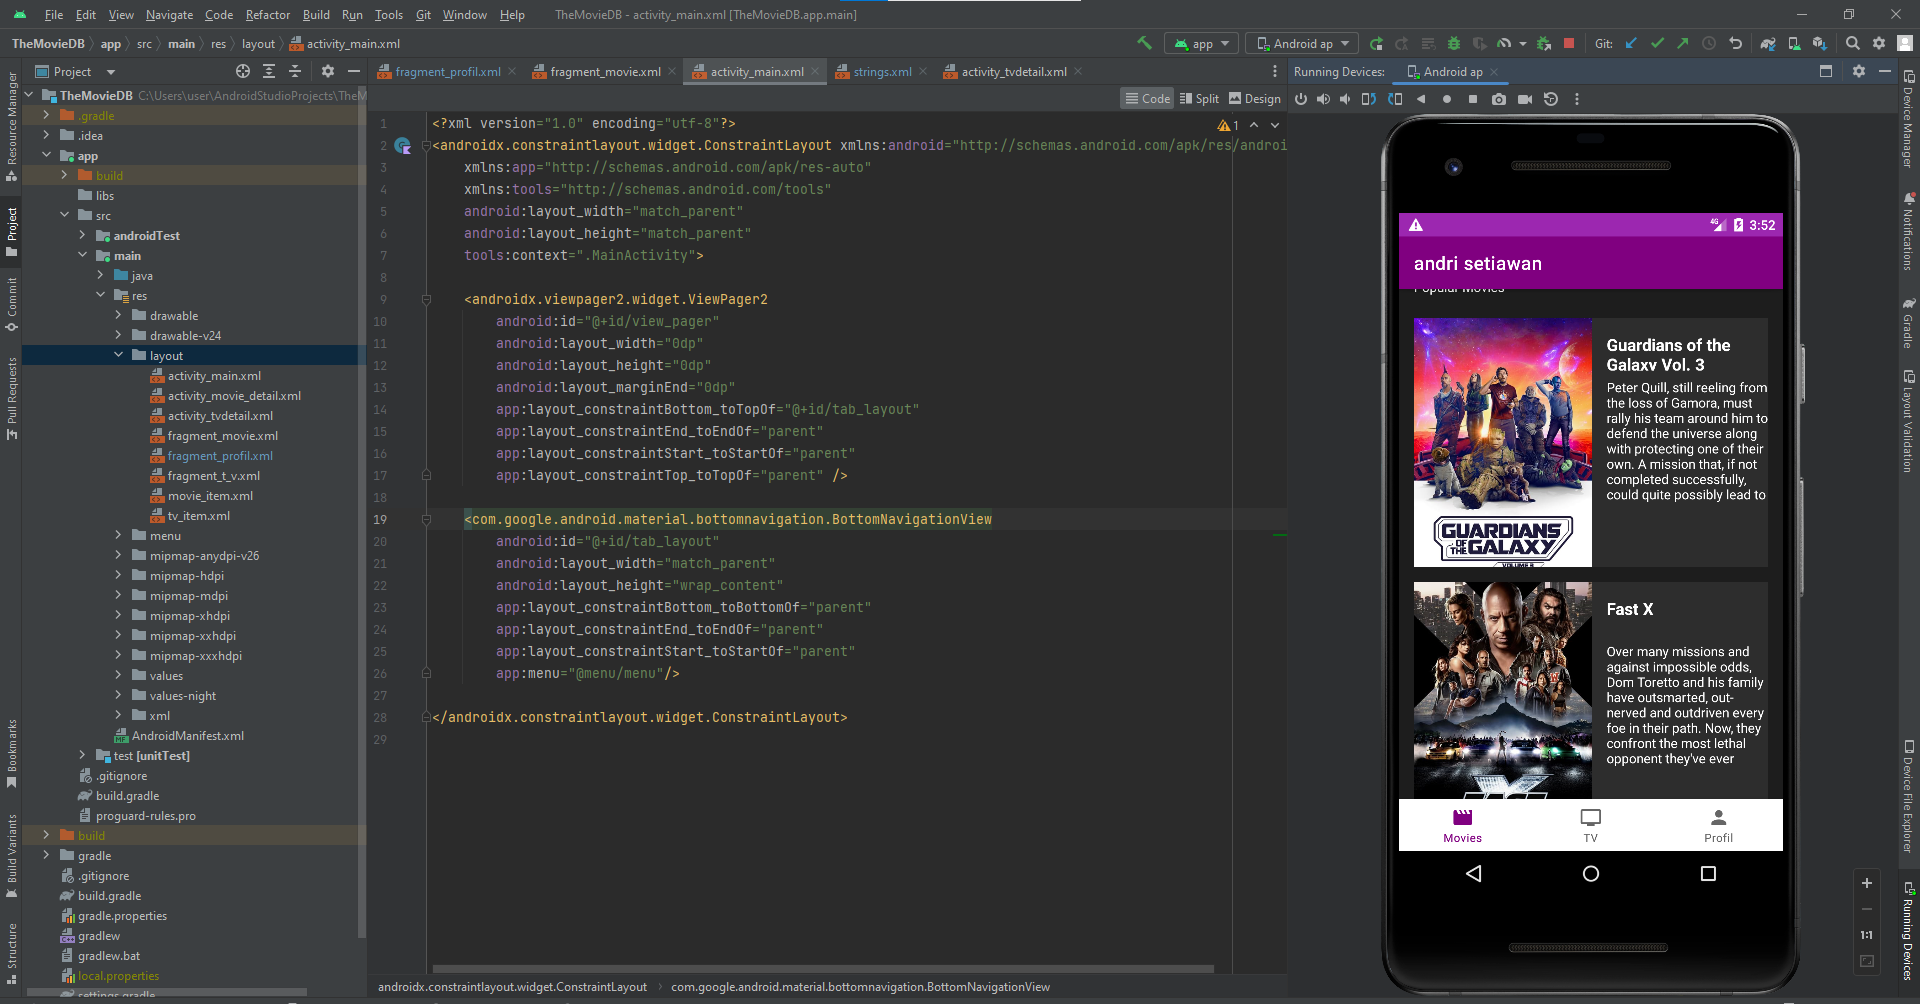 File Edit View Navigate Code Refactor Build Run Tools Git Window Help TheMovieDB - activity_main.xml [TheMovieDB.app.main]
TheMovieDB app src main res layout activity_main.xml
app Android ap Git:
Project
fragment_profil.xml fragment_movie.xml activity_main.xml strings.xml activity_tvdetail.xml
Running Devices: Android ap
Code Split Design
Resource Manager
Project
Commit
Pull Requests
Bookmarks
Build Variants
Structure
TheMovieDB C:\Users\user\AndroidStudioProjects\TheM
.gradle
.idea
app
build
libs
src
androidTest
main
java
res
drawable
drawable-v24
layout
activity_main.xml
activity_movie_detail.xml
activity_tvdetail.xml
fragment_movie.xml
fragment_profil.xml
fragment_t_v.xml
movie_item.xml
tv_item.xml
menu
mipmap-anydpi-v26
mipmap-hdpi
mipmap-mdpi
mipmap-xhdpi
mipmap-xxhdpi
mipmap-xxxhdpi
values
values-night
xml
AndroidManifest.xml
test [unitTest]
.gitignore
build.gradle
proguard-rules.pro
build
gradle
.gitignore
build.gradle
gradle.properties
gradlew
gradlew.bat
local.properties
settings.gradle
1
1 <?xml version="1.0" encoding="utf-8"?>
2 <androidx.constraintlayout.widget.ConstraintLayout xmlns:android="http://schemas.android.com/apk/res/androi
3 xmlns:app="http://schemas.android.com/apk/res-auto"
4 xmlns:tools="http://schemas.android.com/tools"
5 android:layout_width="match_parent"
6 android:layout_height="match_parent"
7 tools:context=".MainActivity">
8
9 <androidx.viewpager2.widget.ViewPager2
10 android:id="@+id/view_pager"
11 android:layout_width="0dp"
12 android:layout_height="0dp"
13 android:layout_marginEnd="0dp"
14 app:layout_constraintBottom_toTopOf="@+id/tab_layout"
15 app:layout_constraintEnd_toEndOf="parent"
16 app:layout_constraintStart_toStartOf="parent"
17 app:layout_constraintTop_toTopOf="parent" />
18
19 <com.google.android.material.bottomnavigation.BottomNavigationView
20 android:id="@+id/tab_layout"
21 android:layout_width="match_parent"
22 android:layout_height="wrap_content"
23 app:layout_constraintBottom_toBottomOf="parent"
24 app:layout_constraintEnd_toEndOf="parent"
25 app:layout_constraintStart_toStartOf="parent"
26 app:menu="@menu/menu"/>
27
28 </androidx.constraintlayout.widget.ConstraintLayout>
29
androidx.constraintlayout.widget.ConstraintLayout com.google.android.material.bottomnavigation.BottomNavigationView
4G 3:52
andri setiawan
Popular Movies
Guardians of the
Galaxy Vol. 3
Peter Quill, still reeling from
the loss of Gamora, must
rally his team around him to
defend the universe along
with protecting one of their
own. A mission that, if not
completed successfully,
could quite possibly lead to
GUARDIANS
OF THE GALAXY
VOLUME 3
Fast X
Over many missions and
against impossible odds,
Dom Toretto and his family
have outsmarted, out-
nerved and outdriven every
foe in their path. Now, they
confront the most lethal
opponent they've ever
Movies TV Profil
1:1
Device Manager
Notifications
Gradle
Layout Validation
Device File Explorer
Running Devices